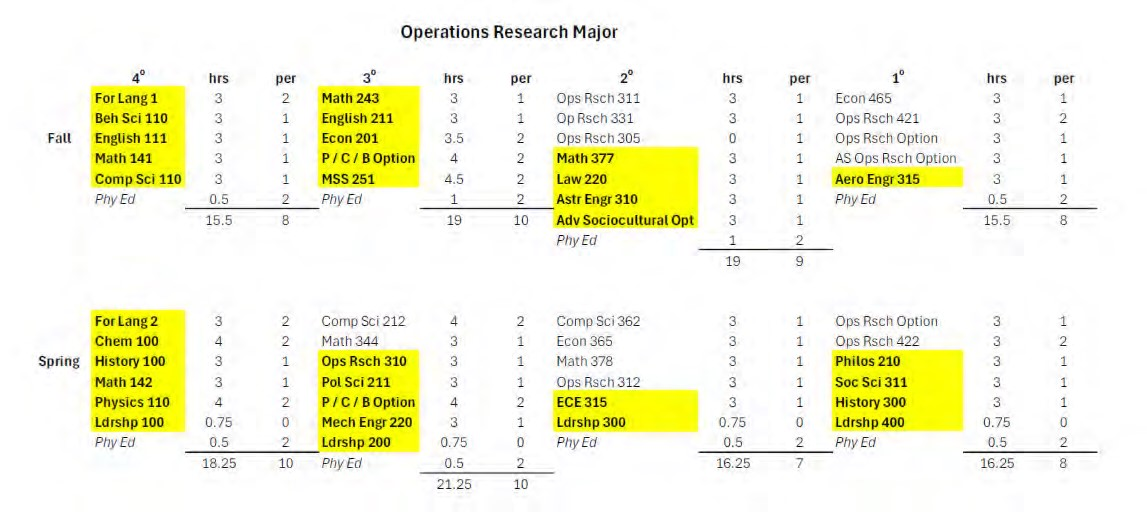 Operations Research Major
4° hrs per 3° hrs per 2° hrs per 1° hrs per
For Lang 1 3 2 Math 243 3 1 Ops Rsch 311 3 1 Econ 465 3 1
Beh Sci 110 3 1 English 211 3 1 Op Rsch 331 3 1 Ops Rsch 421 3 2
Fall English 111 3 1 Econ 201 3.5 2 Ops Rsch 305 0 1 Ops Rsch Option 3 1
Math 141 3 1 P / C / B Option 4 2 Math 377 3 1 AS Ops Rsch Option 3 1
Comp Sci 110 3 1 MSS 251 4.5 2 Law 220 3 1 Aero Engr 315 3 1
Phy Ed 0.5 2 Phy Ed 1 2 Astr Engr 310 3 1 Phy Ed 0.5 2
15.5 8 19 10 Adv Sociocultural Opt 3 1 15.5 8
Phy Ed 1 2
19 9
For Lang 2 3 2 Comp Sci 212 4 2 Comp Sci 362 3 1 Ops Rsch Option 3 1
Chem 100 4 2 Math 344 3 1 Econ 365 3 1 Ops Rsch 422 3 2
Spring History 100 3 1 Ops Rsch 310 3 1 Math 378 3 1 Philos 210 3 1
Math 142 3 1 Pol Sci 211 3 1 Ops Rsch 312 3 1 Soc Sci 311 3 1
Physics 110 4 2 P / C / B Option 4 2 ECE 315 3 1 History 300 3 1
Ldrshp 100 0.75 0 Mech Engr 220 3 1 Ldrshp 300 0.75 0 Ldrshp 400 0.75 0
Phy Ed 0.5 2 Ldrshp 200 0.75 0 Phy Ed 0.5 2 Phy Ed 0.5 2
18.25 10 Phy Ed 0.5 2 16.25 7 16.25 8
21.25 10